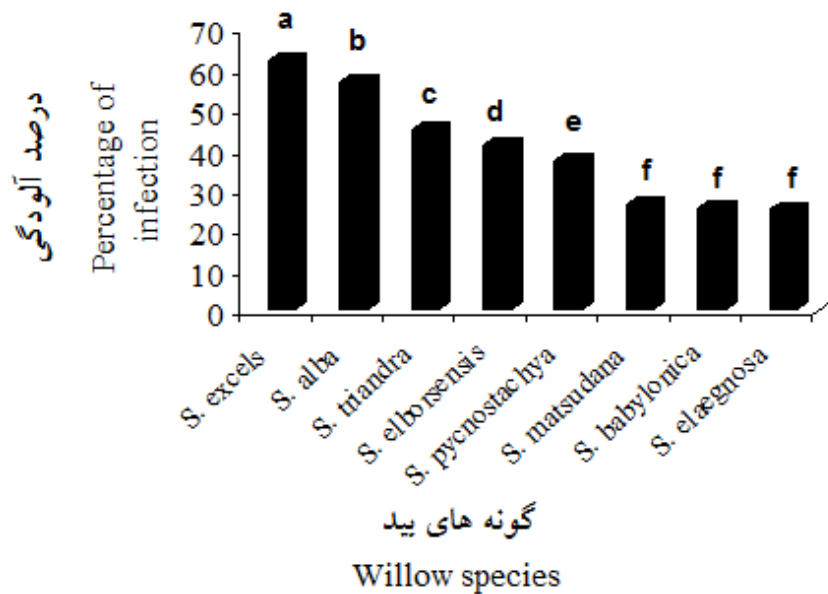 درصد آلودگی
Percentage of
infection
70
60
50
40
30
20
10
0
a
b
c
d
e
f
f
f
S. excels
S. alba
S. triandra
S. elborsensis
S. pycnostachya
S. matsudana
S. babylonica
S. elægnosa
گونه های بید
Willow species